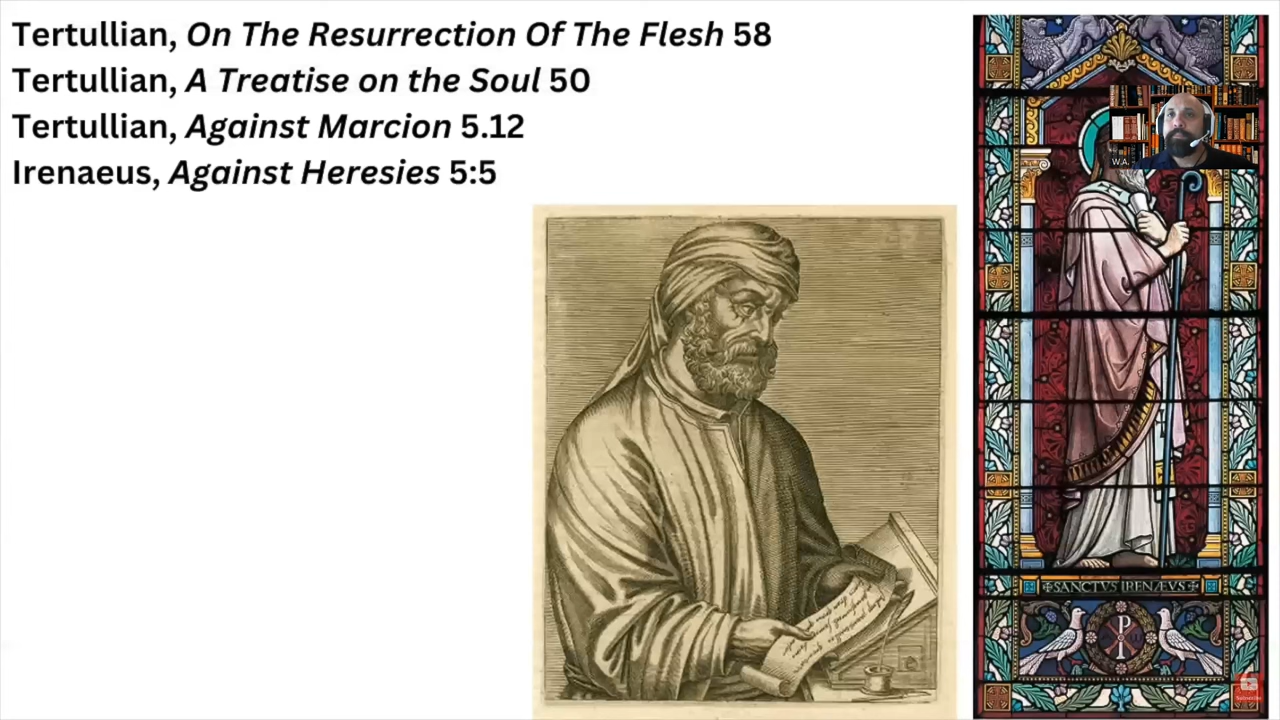 Tertullian, On The Resurrection Of The Flesh 58
Tertullian, A Treatise on the Soul 50
Tertullian, Against Marcion 5.12
Irenaeus, Against Heresies 5:5
W.A.
✠SANCTVS IRENÆVS✠
Subscribe